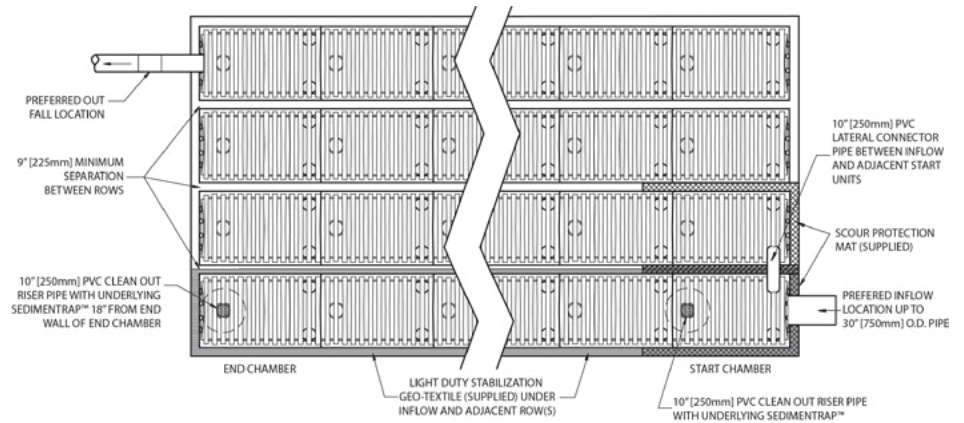 PREFERRED OUT
FALL LOCATION
9" [225mm] MINIMUM
SEPARATION
BETWEEN ROWS
10" [250mm] PVC CLEAN OUT
RISER PIPE WITH UNDERLYING
SEDIMENTRAP™ 18" FROM END
WALL OF END CHAMBER
END CHAMBER
LIGHT DUTY STABILIZATION
GEO-TEXTILE (SUPPLIED) UNDER
INFLOW AND ADJACENT ROW(S)
10" [250mm] PVC
LATERAL CONNECTOR
PIPE BETWEEN INFLOW
AND ADJACENT START
UNITS
SCOUR PROTECTION
MAT (SUPPLIED)
PREFERED INFLOW
LOCATION UP TO
30" [750mm] O.D. PIPE
START CHAMBER
10" [250mm] PVC CLEAN OUT RISER PIPE
WITH UNDERLYING SEDIMENTRAP™